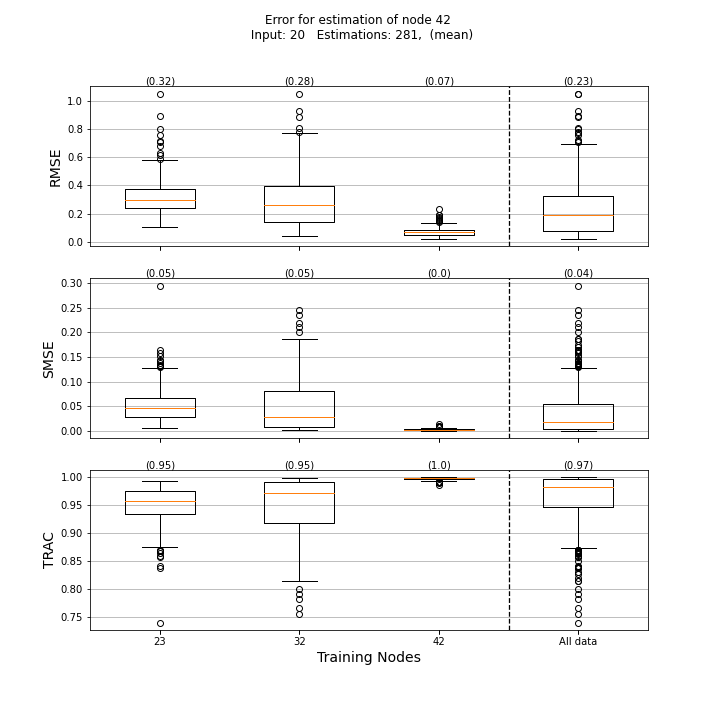 Error for estimation of node 42
Input: 20 Estimations: 281, (mean)
(0.32) (0.28) (0.07) (0.23)
1.0
0.8
0.6
0.4
0.2
0.0
RMSE
(0.05) (0.05) (0.0) (0.04)
0.30
0.25
0.20
0.15
0.10
0.05
0.00
SMSE
(0.95) (0.95) (1.0) (0.97)
1.00
0.95
0.90
0.85
0.80
0.75
TRAC
23 32 42 All data
Training Nodes